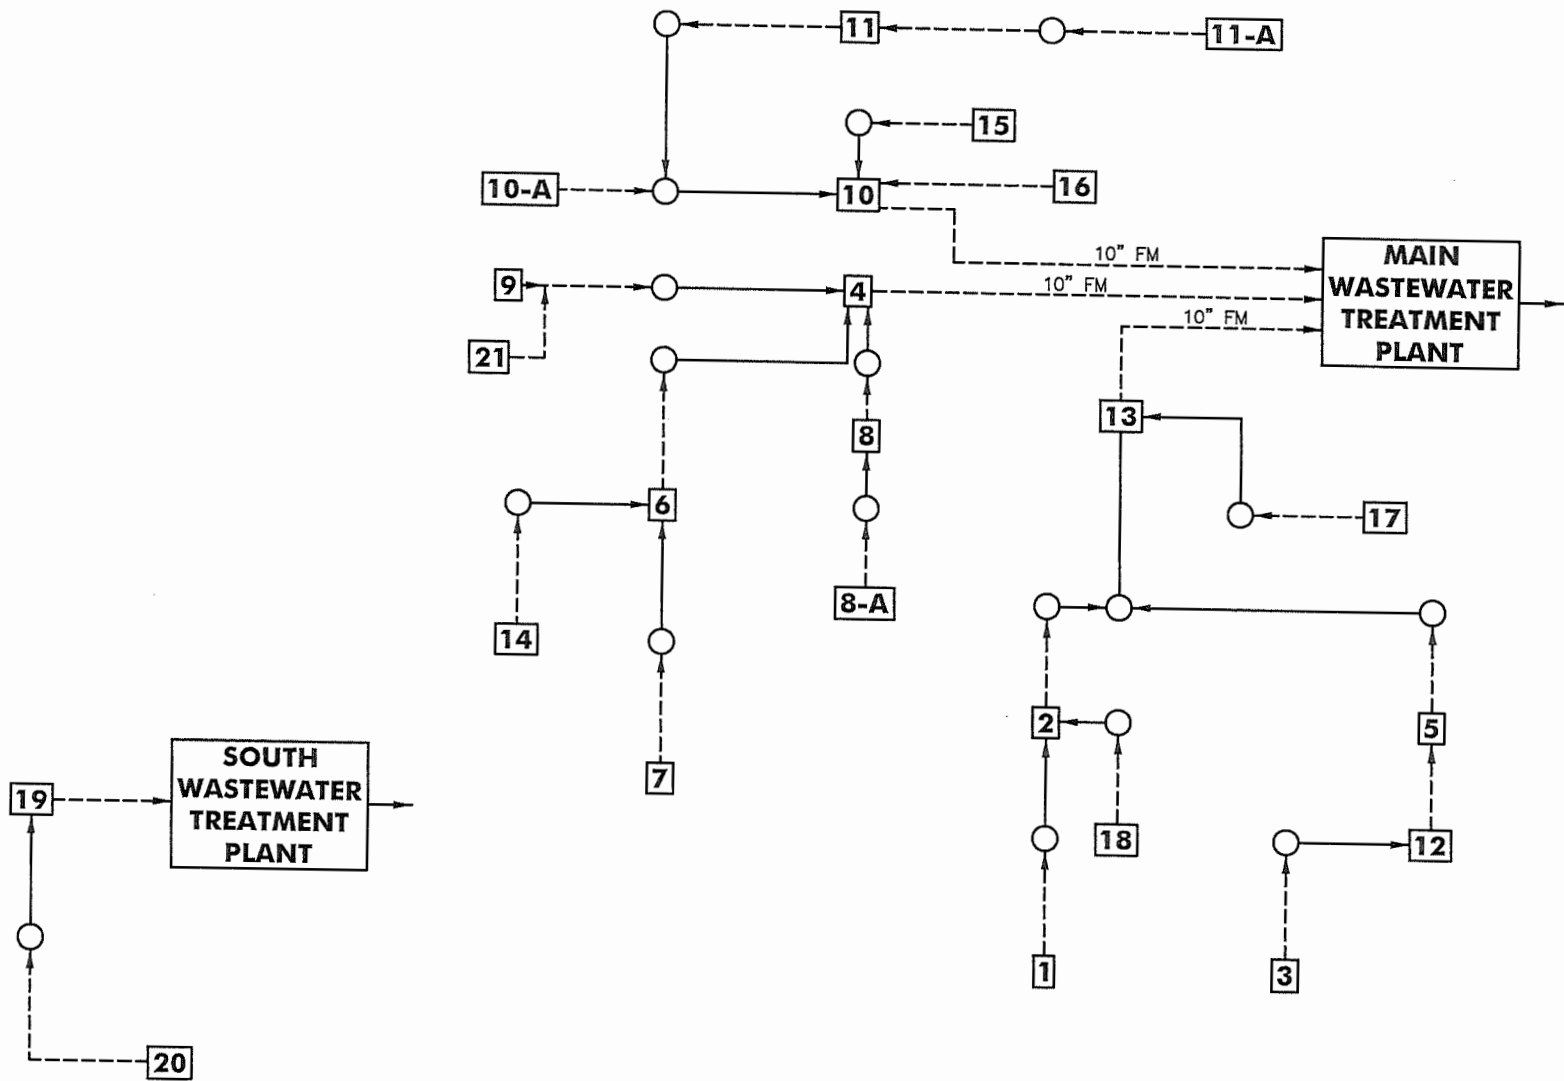 11
11-A
15
10-A
10
16
10" FM
MAIN
WASTEWATER
TREATMENT
PLANT
9
4
10" FM
10" FM
21
13
8
6
17
8-A
14
2
5
7
SOUTH
WASTEWATER
TREATMENT
PLANT
19
18
12
1
3
20